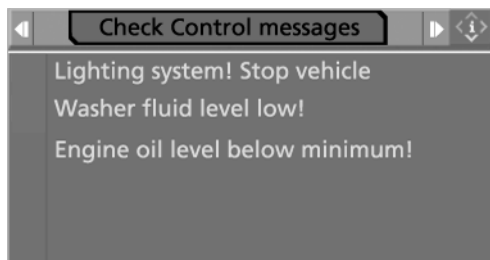 Check Control messages
Lighting system! Stop vehicle
Washer fluid level low!
Engine oil level below minimum!